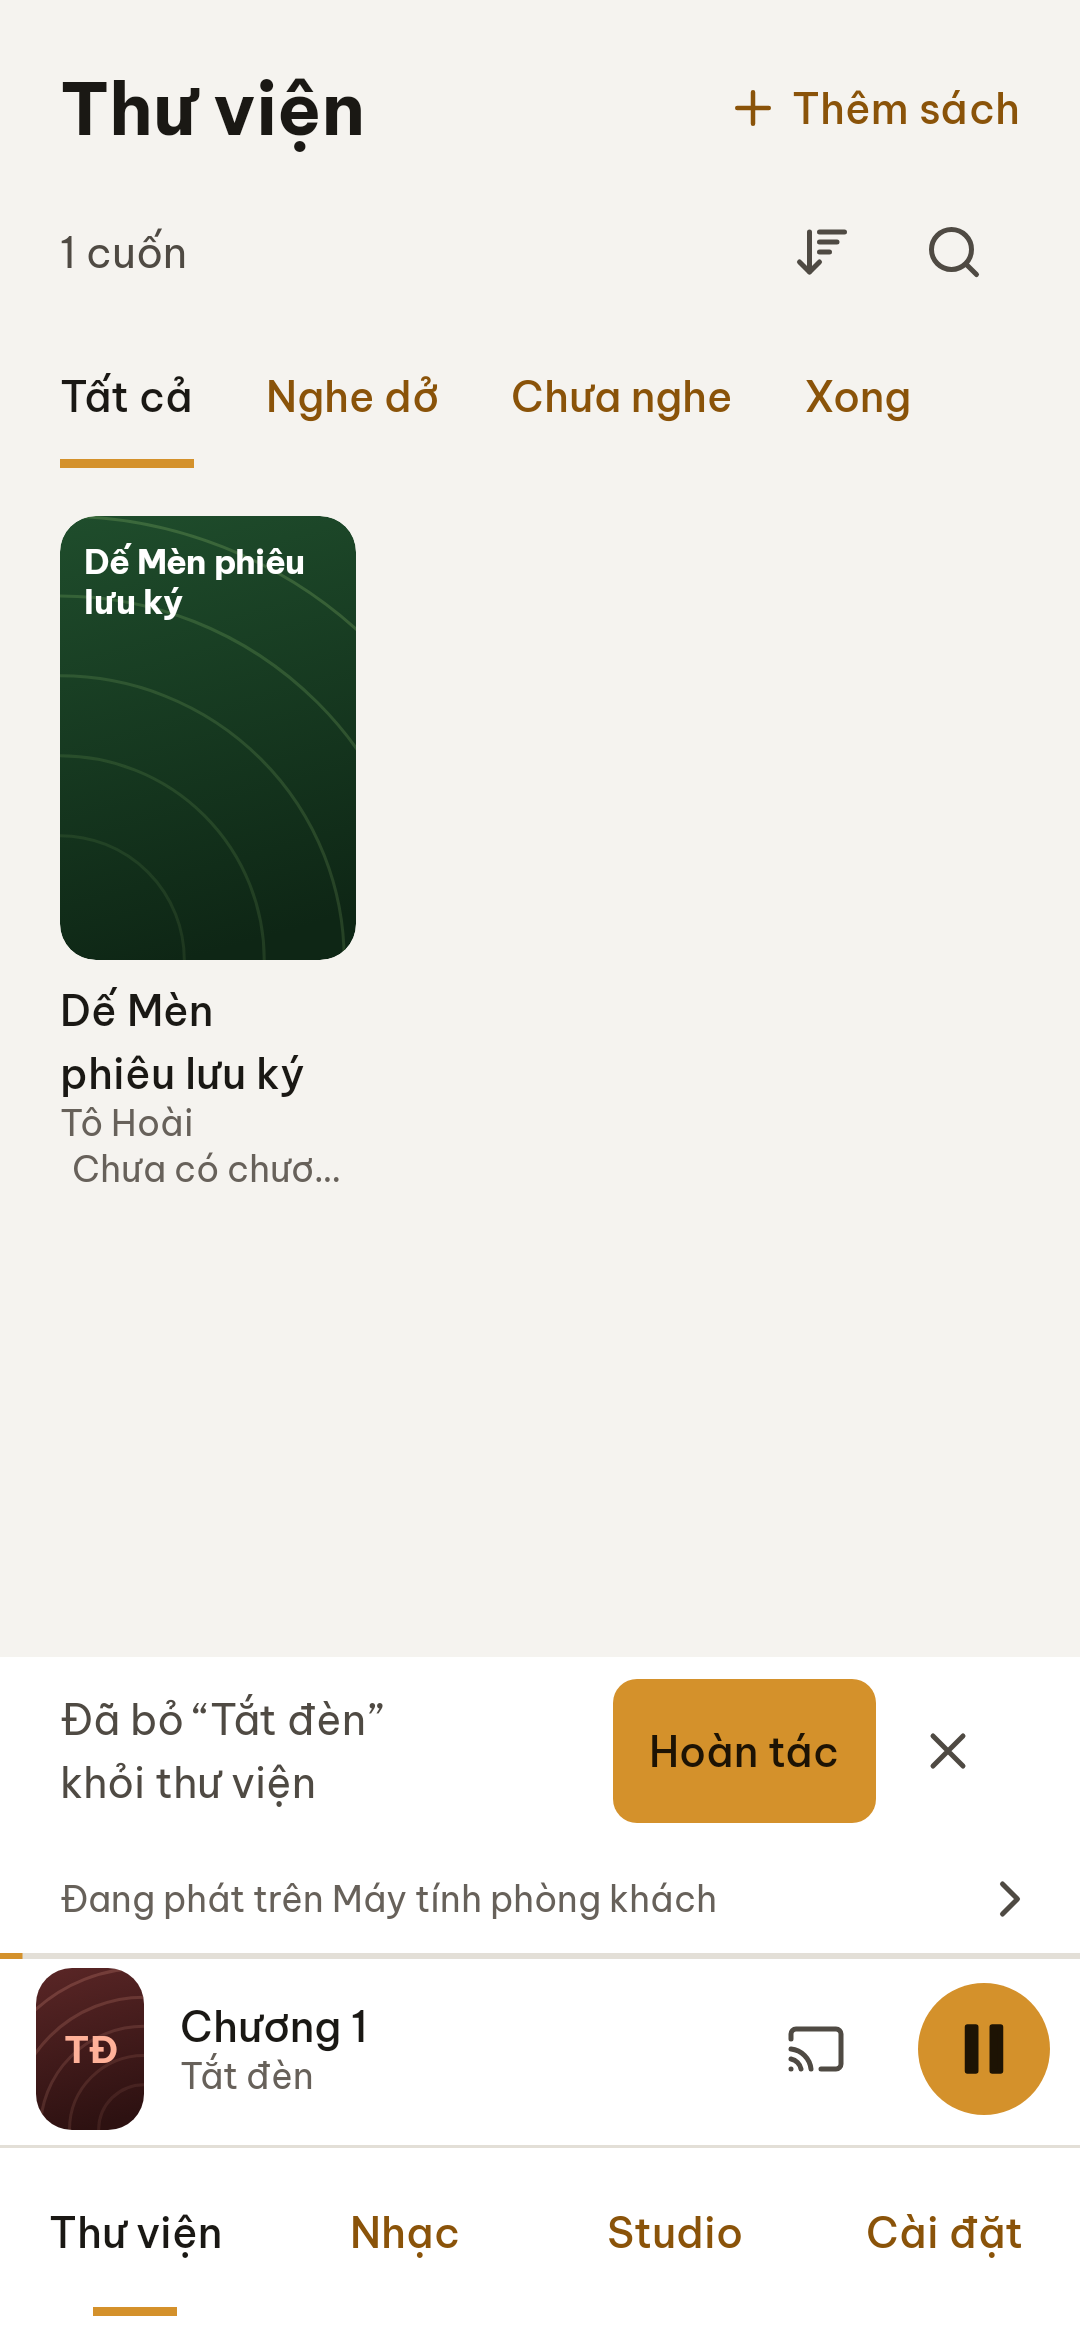 Thư viện
Thêm sách
1 cuốn
Tất cả
Nghe dở
Chưa nghe
Xong
Dế Mèn phiêu
lưu ký
Dế Mèn
phiêu lưu ký
Tô Hoài
Chưa có chươ...
Đã bỏ “Tắt đèn”
khỏi thư viện
Hoàn tác
Đang phát trên Máy tính phòng khách
TĐ
Chương 1
Tắt đèn
Thư viện
Nhạc
Studio
Cài đặt